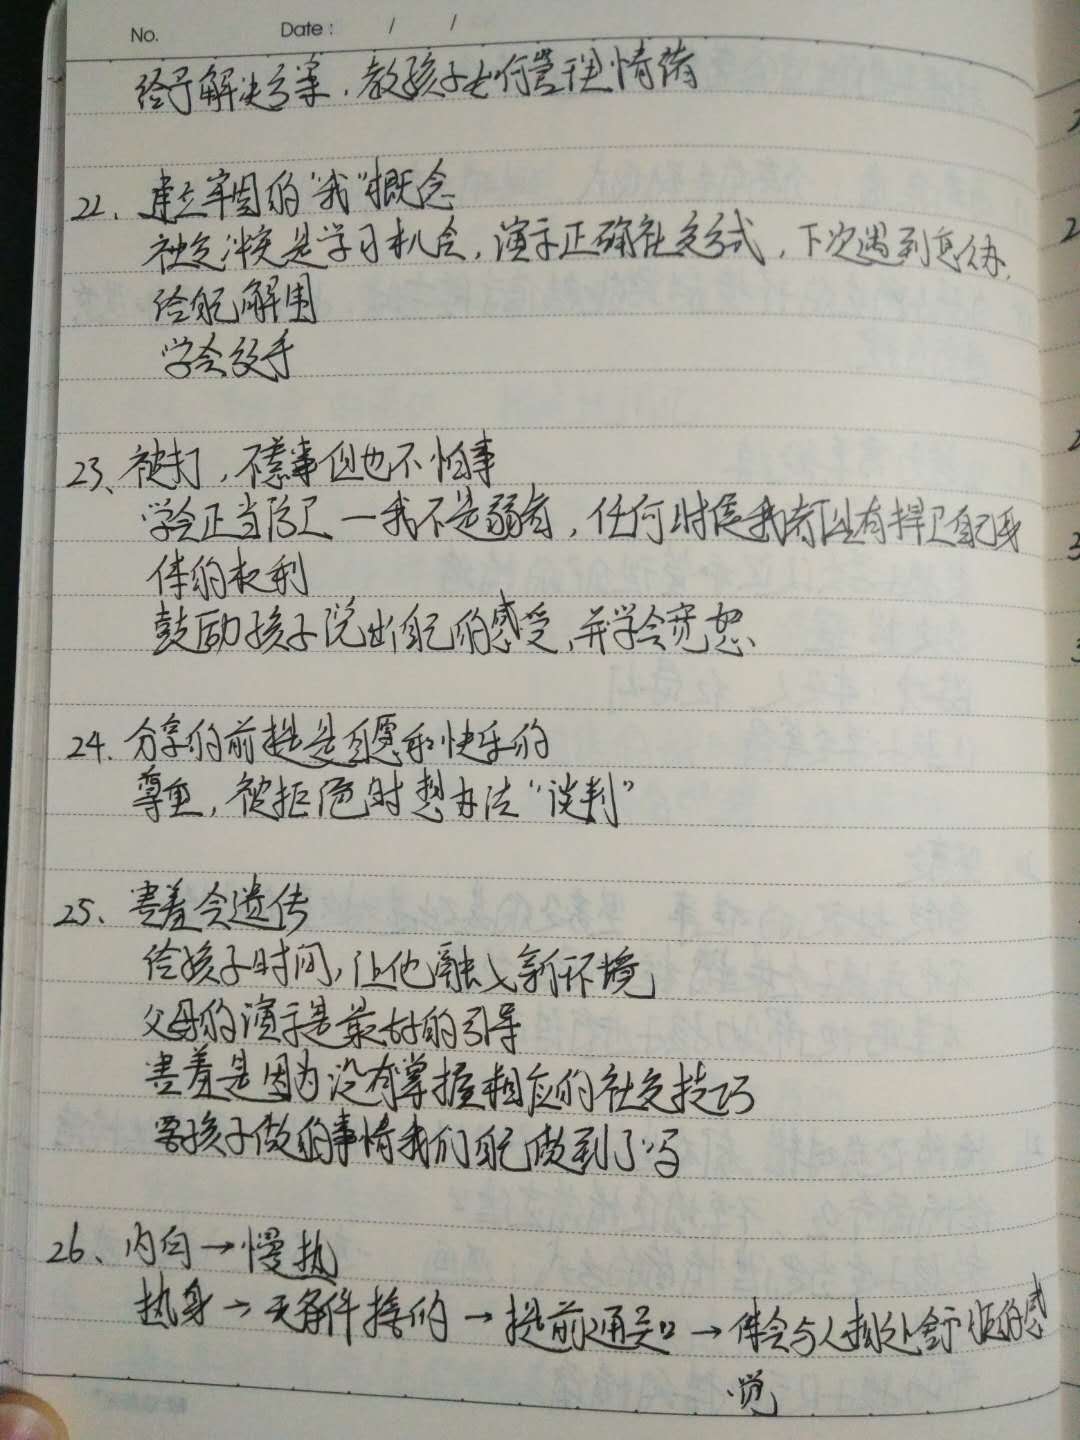 No. Date: / /
给予解决方案，教孩子如何管理情绪
22、建立牢固的“我”概念
社交冲突是学习机会，演示正确社交方式，下次遇到怎么办，
给自己解围
学会放手
23、被打，不惹事但也不怕事
学会正当防卫—我不是弱者，任何时候我都有捍卫自己身
体的权利
鼓励孩子说出自己的感受，并学会宽恕
24、分享的前提是自愿和快乐的
尊重，被拒绝时想办法“谈判”
25、害羞会遗传
给孩子时间，让他融入新环境
父母的演示是最好的引导
害羞是因为没有掌握相应的社交技巧
要孩子做的事情我们自己做到了吗
26、内向→慢热
热身→无条件接纳→提前通知→体会与人相处舒服的感
觉